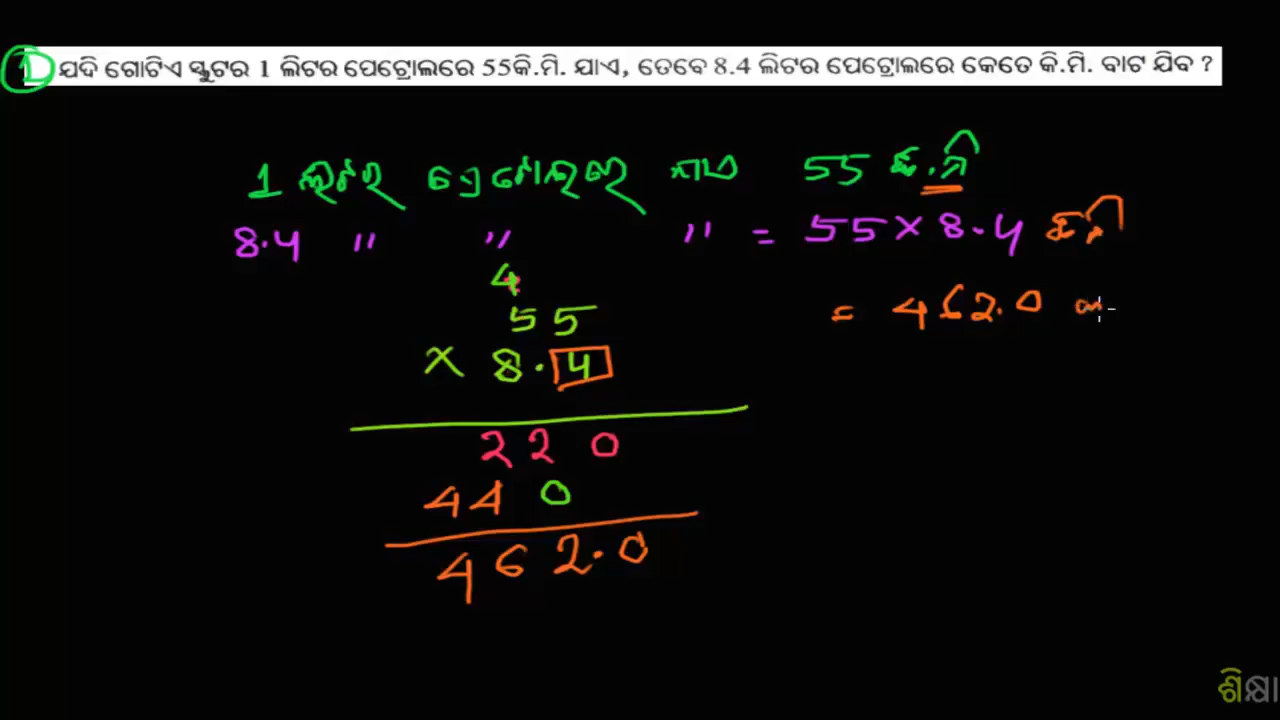 1 ଯଦି ଗୋଟିଏ ସ୍କୁଟର 1 ଲିଟର ପେଟ୍ରୋଲରେ 55କି.ମି. ଯାଏ, ତେବେ 8.4 ଲିଟର ପେଟ୍ରୋଲରେ କେତେ କି.ମି. ବାଟ ଯିବ ?
1 ଲିଟର ପେଟ୍ରୋଲରେ ଯାଏ 55 କି.ମି
8.4 " " " = 55 × 8.4 କି.ମି
= 462.0
4
55
× 8.4
220
440
462.0
ଶିକ୍ଷା